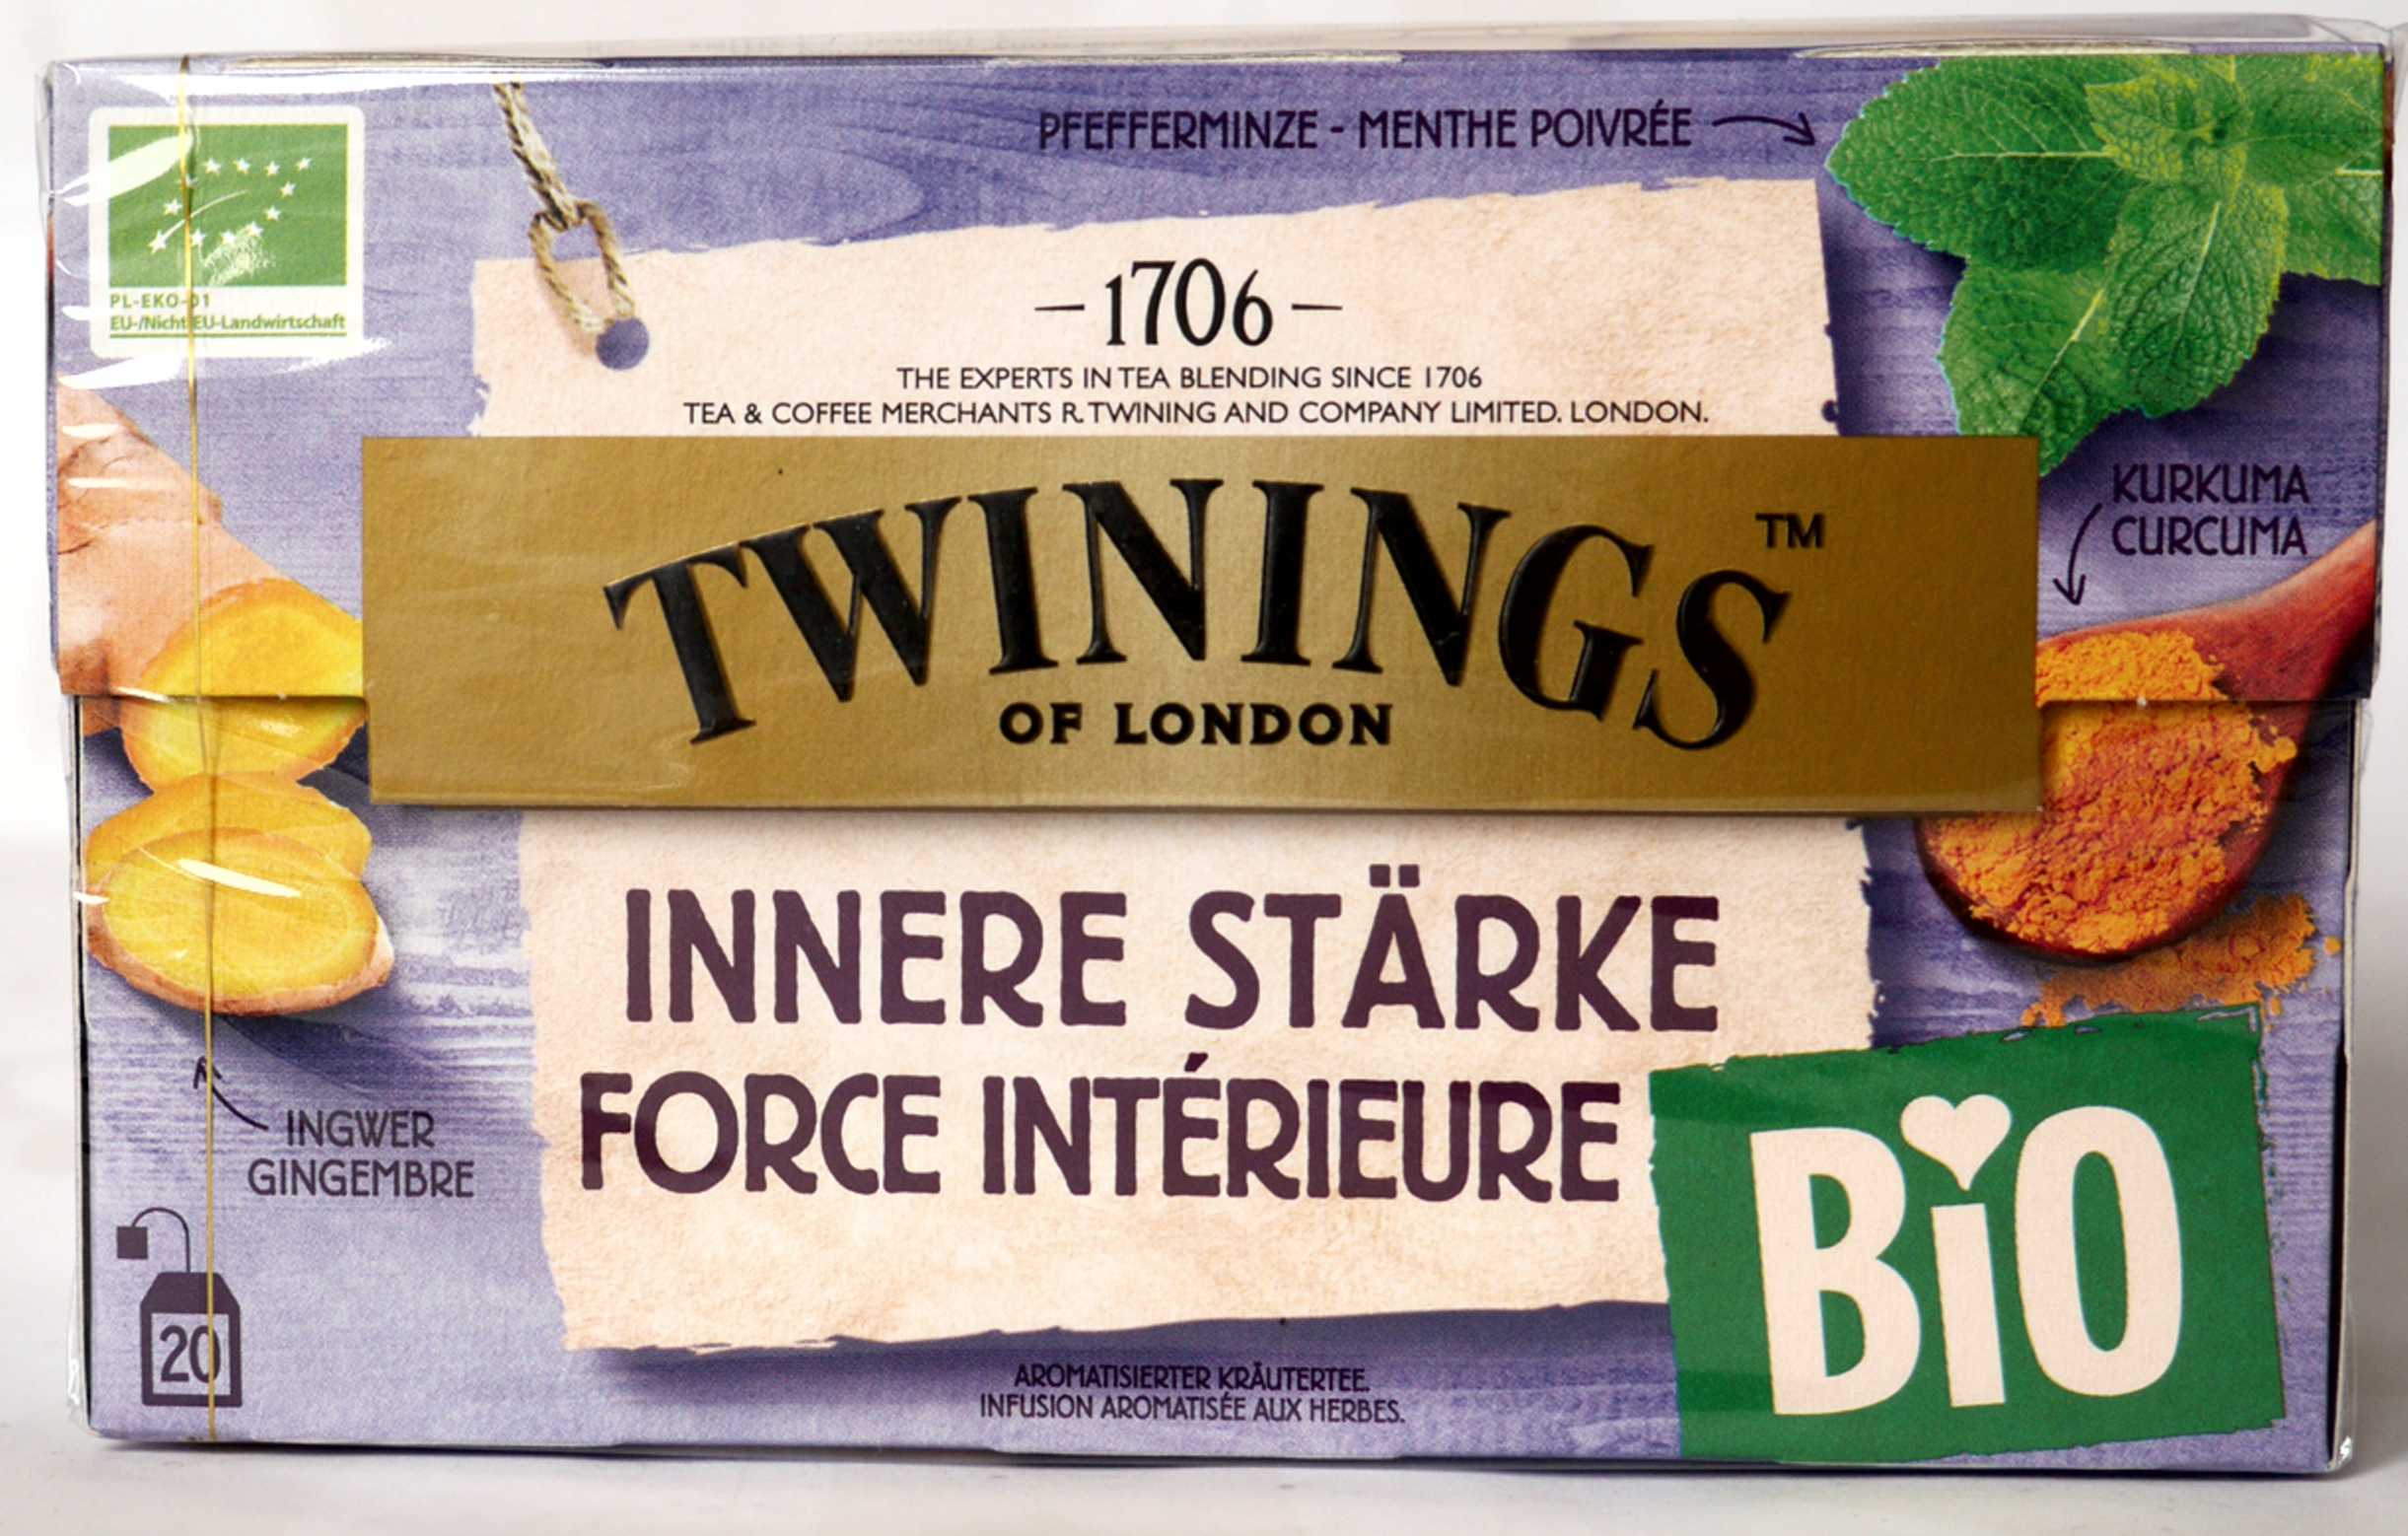 PFEFFERMINZE - MENTHE POIVRÉE
PL-EKO-01
EU-/Nicht EU-Landwirtschaft
- 1706 -
THE EXPERTS IN TEA BLENDING SINCE 1706
TEA & COFFEE MERCHANTS R. TWINING AND COMPANY LIMITED. LONDON.
TWININGS™
OF LONDON
KURKUMA
CURCUMA
INNERE STÄRKE
FORCE INTÉRIEURE
INGWER
GINGEMBRE
BiO
20
AROMATISIERTER KRÄUTERTEE.
INFUSION AROMATISÉE AUX HERBES.